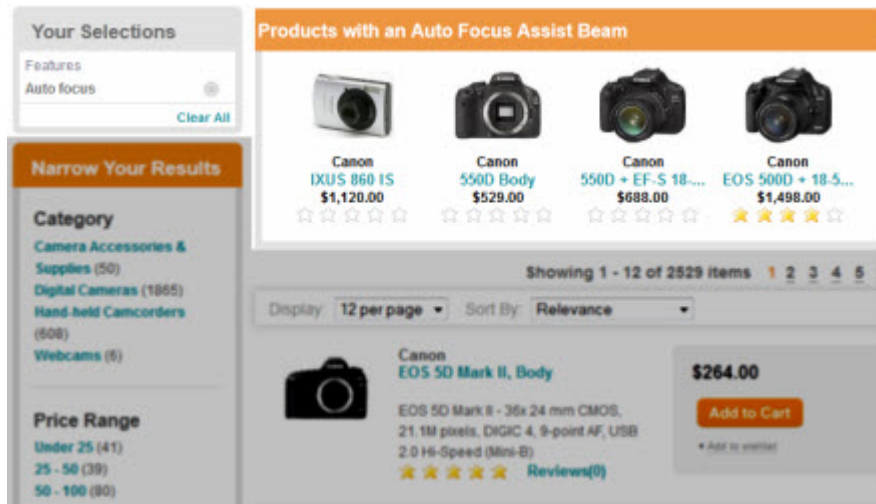 Your Selections
Features
Auto focus
Clear All
Products with an Auto Focus Assist Beam
Canon
IXUS 860 IS
$1,120.00
Canon
550D Body
$529.00
Canon
550D + EF-S 18-...
$688.00
Canon
EOS 500D + 18-5...
$1,498.00
Narrow Your Results
Category
Camera Accessories &
Supplies (50)
Digital Cameras (1865)
Hand-held Camcorders
(608)
Webcams (6)
Price Range
Under 25 (41)
25 - 50 (39)
50 - 100 (80)
Showing 1 - 12 of 2529 items 1 2 3 4 5
Display: 12 per page Sort By: Relevance
Canon
EOS 5D Mark II, Body
EOS 5D Mark II - 36x 24 mm CMOS,
21.1M pixels, DIGIC 4, 9-point AF, USB
2.0 Hi-Speed (Mini-B)
Reviews(0)
$264.00
Add to Cart
+ Add to wishlist